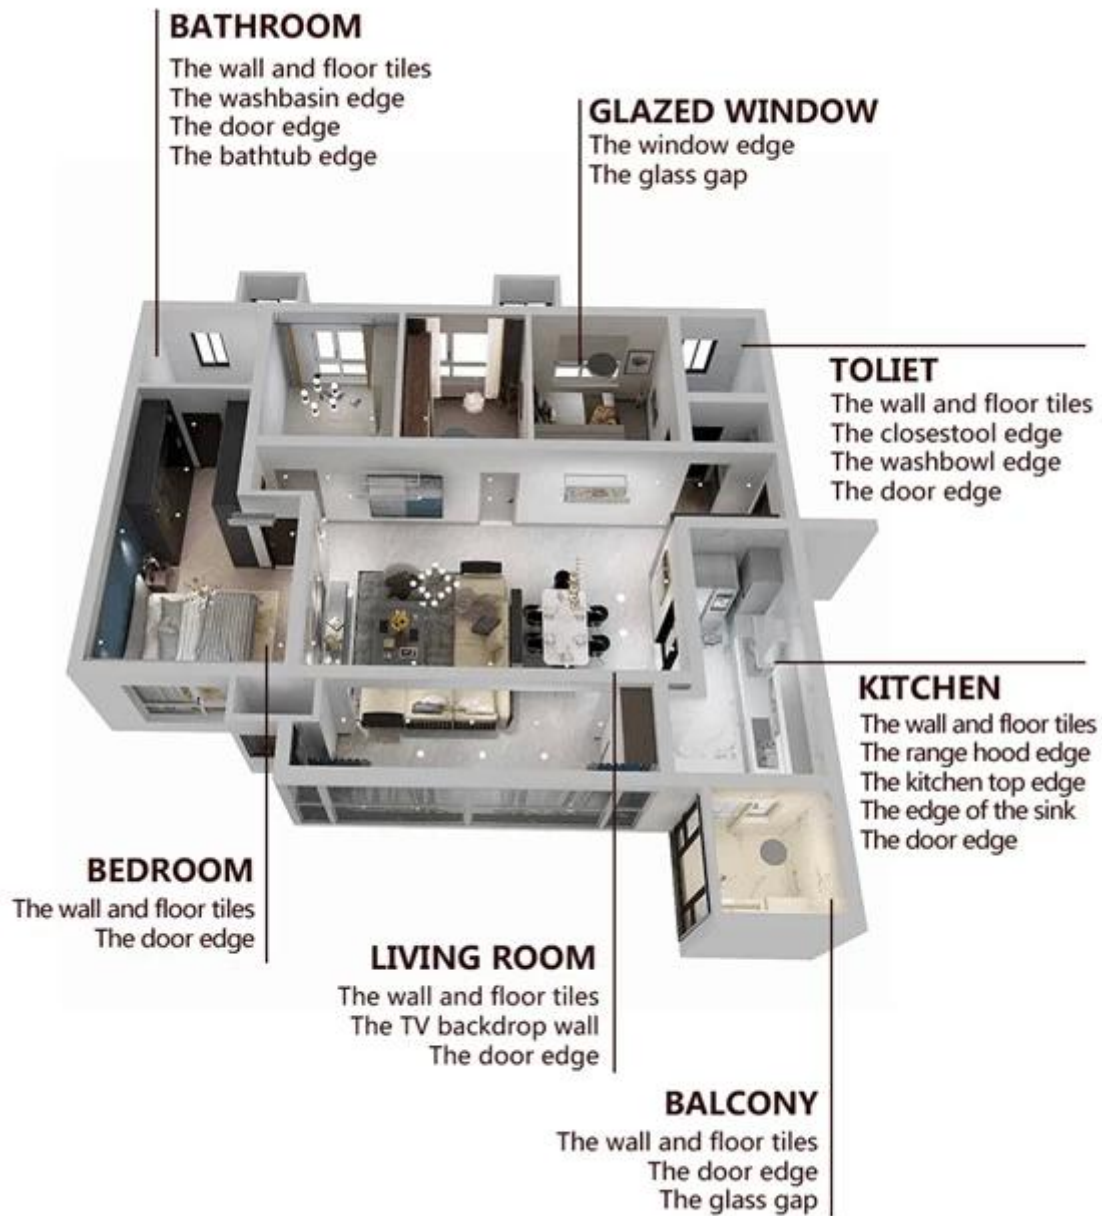 BATHROOM
The wall and floor tiles
The washbasin edge
The door edge
The bathtub edge
GLAZED WINDOW
The window edge
The glass gap
TOLIET
The wall and floor tiles
The closestool edge
The washbowl edge
The door edge
KITCHEN
The wall and floor tiles
The range hood edge
The kitchen top edge
The edge of the sink
The door edge
BEDROOM
The wall and floor tiles
The door edge
LIVING ROOM
The wall and floor tiles
The TV backdrop wall
The door edge
BALCONY
The wall and floor tiles
The door edge
The glass gap